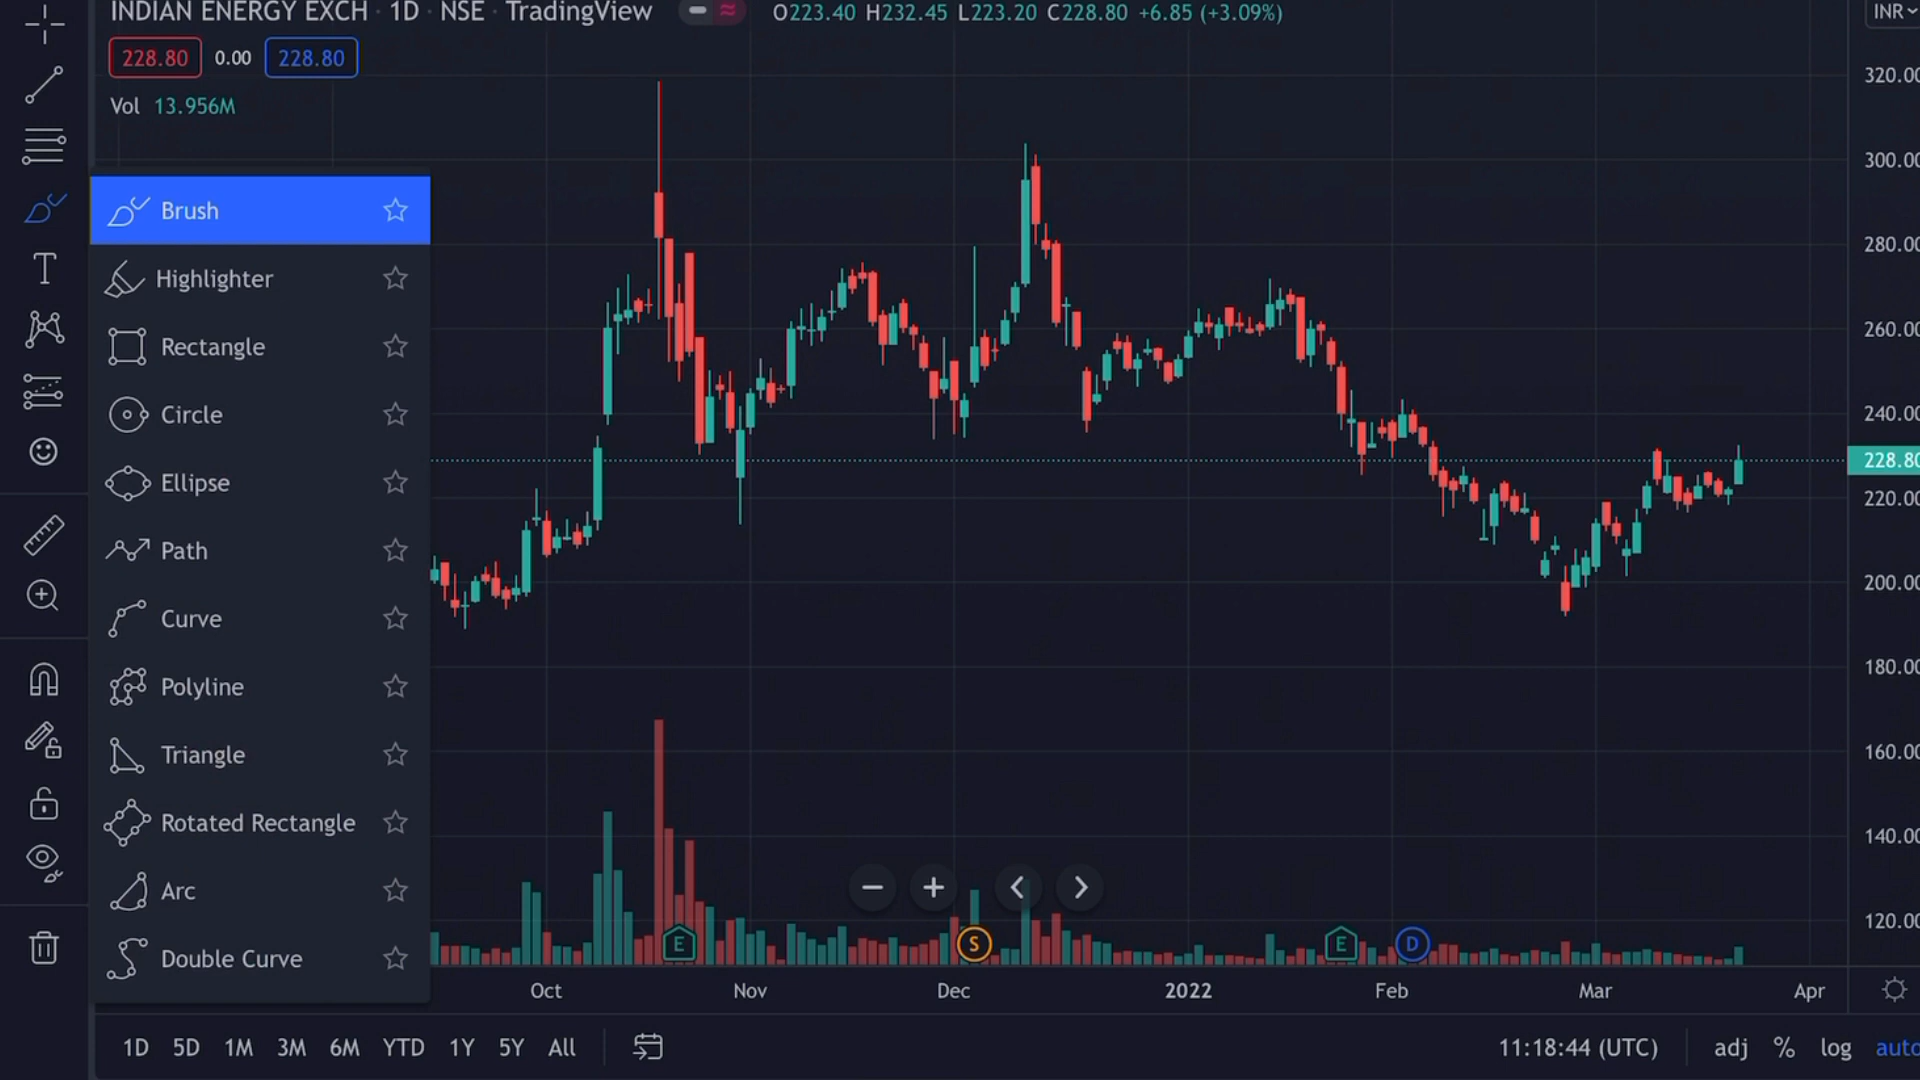 INDIAN ENERGY EXCH · 1D · NSE · TradingView O223.40 H232.45 L223.20 C228.80 +6.85 (+3.09%) INR
228.80 0.00 228.80
Vol 13.956M
Brush
Highlighter
Rectangle
Circle
Ellipse
Path
Curve
Polyline
Triangle
Rotated Rectangle
Arc
Double Curve
320.00
300.00
280.00
260.00
240.00
228.80
220.00
200.00
180.00
160.00
140.00
120.00
E S E D
Oct Nov Dec 2022 Feb Mar Apr
1D 5D 1M 3M 6M YTD 1Y 5Y All 11:18:44 (UTC) adj % log auto